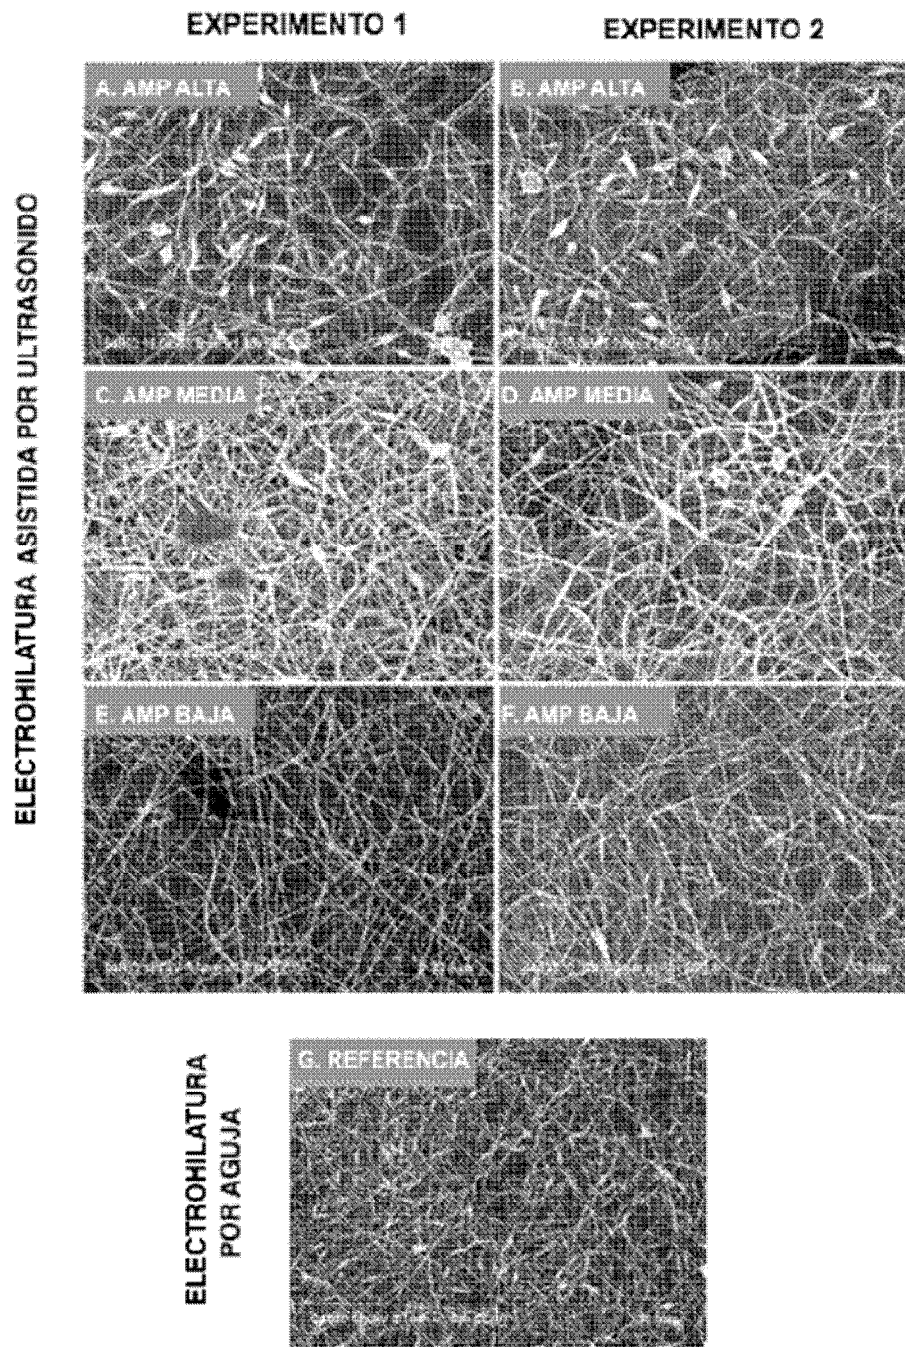 EXPERIMENTO 1
EXPERIMENTO 2
ELECTROHILATURA ASISTIDA POR ULTRASONIDO
A. AMP ALTA
B. AMP ALTA
C. AMP MEDIA
D. AMP MEDIA
E. AMP BAJA
F. AMP BAJA
ELECTROHILATURA
POR AGUJA
G. REFERENCIA